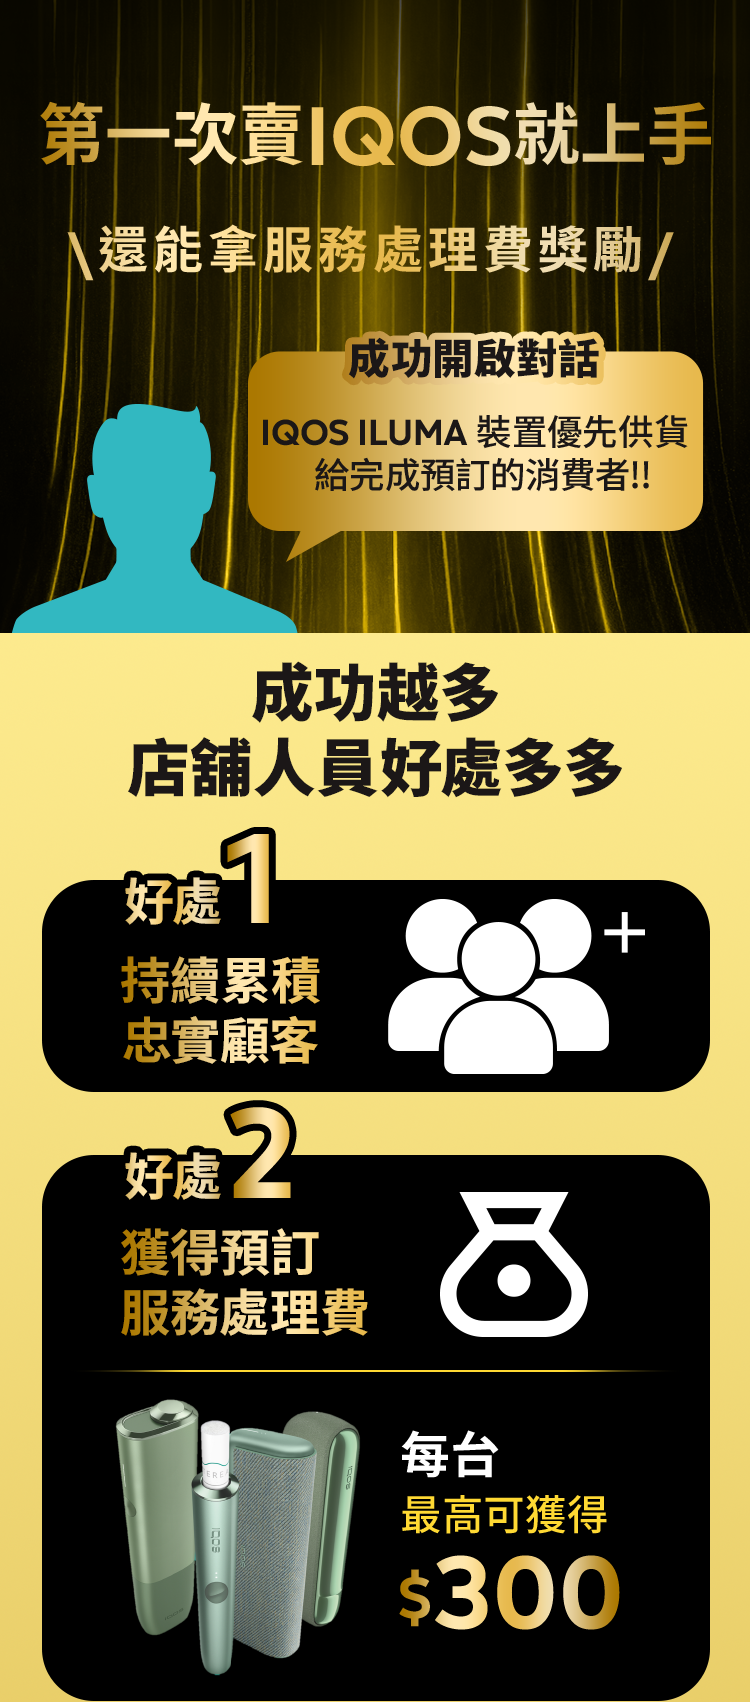 第一次賣IQOS就上手
\還能拿服務處理費獎勵/
成功開啟對話
IQOS ILUMA 裝置優先供貨
給完成預訂的消費者!!
成功越多
店舖人員好處多多
好處1
持續累積
忠實顧客
好處2
獲得預訂
服務處理費
每台
最高可獲得
$300
IQOS
IQOS